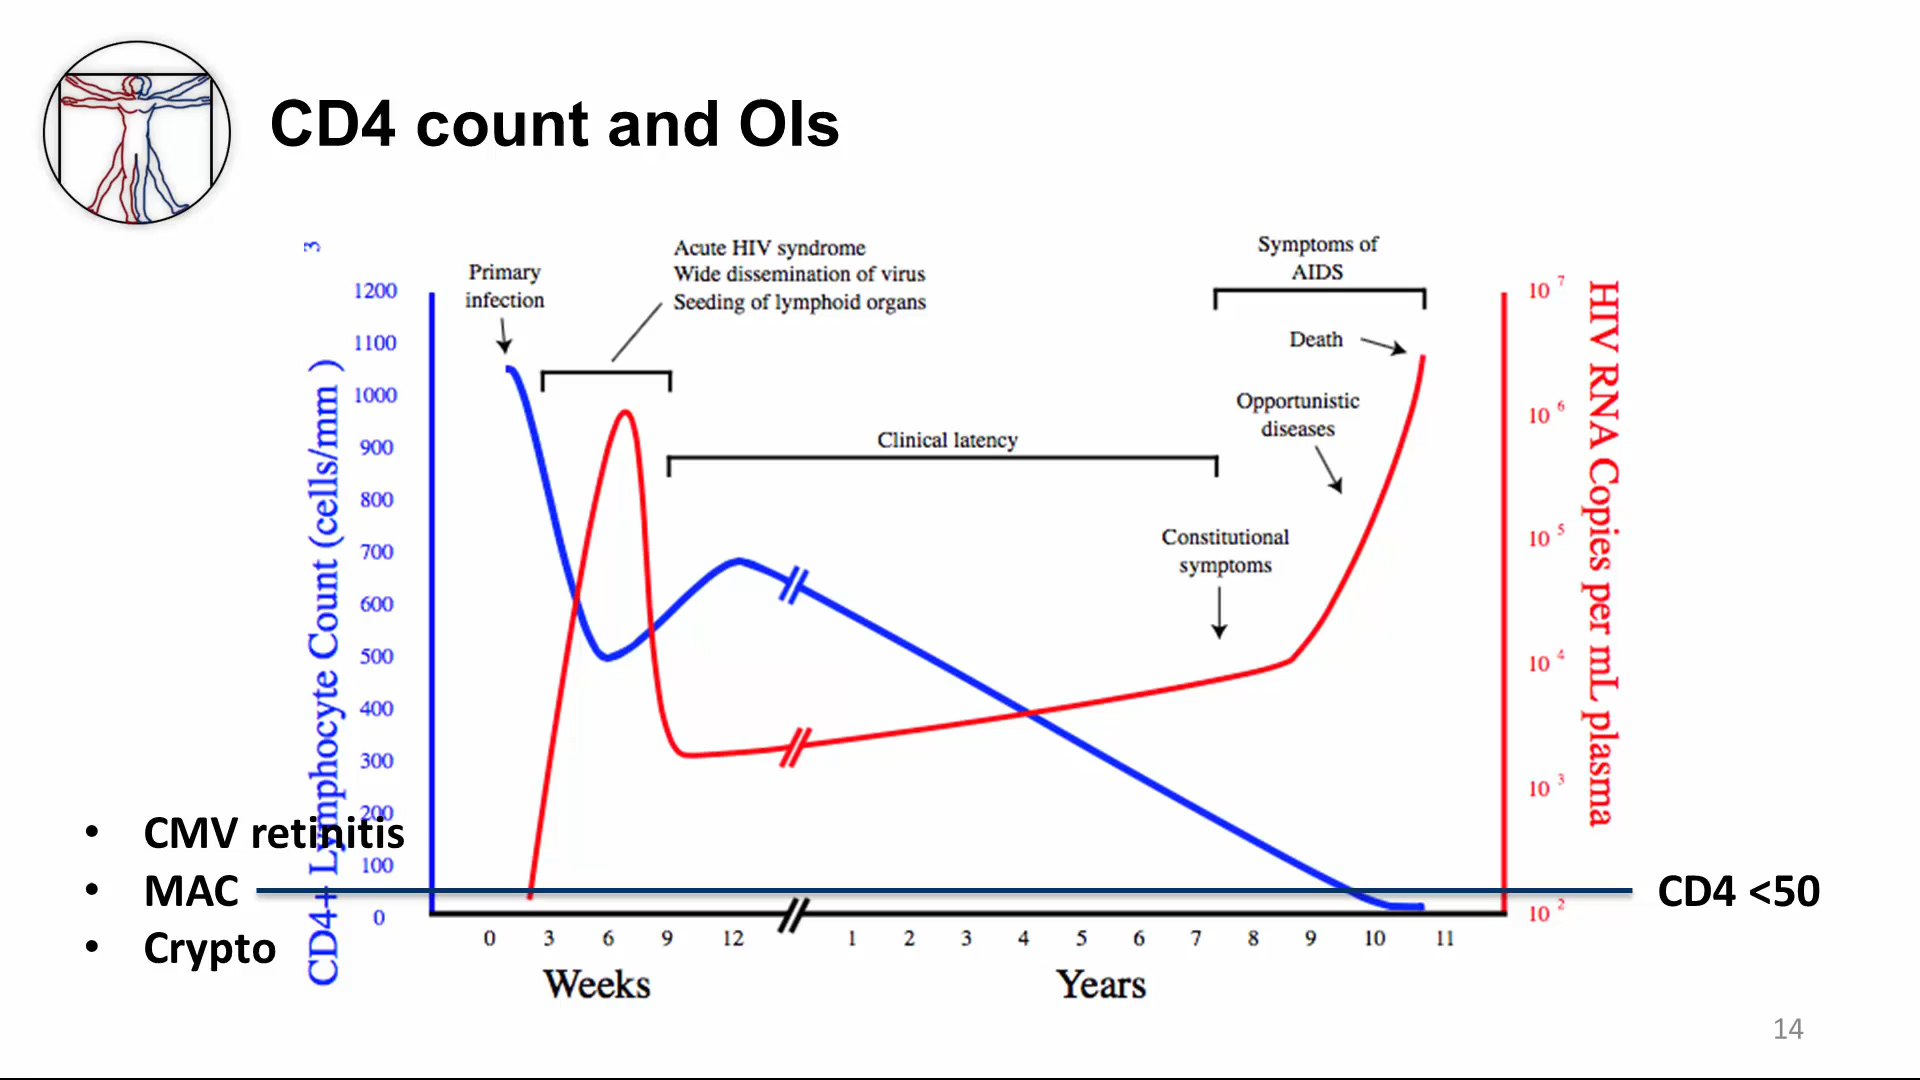 CD4 count and OIs
3
CD4+ Lymphocyte Count (cells/mm )
1200
1100
1000
900
800
700
600
500
400
300
200
100
0
Primary
infection
Acute HIV syndrome
Wide dissemination of virus
Seeding of lymphoid organs
Clinical latency
Constitutional
symptoms
Opportunistic
diseases
Symptoms of
AIDS
Death
10 7
10 6
10 5
10 4
10 3
10 2
HIV RNA Copies per mL plasma
• CMV retinitis
• MAC
• Crypto
CD4 <50
0 3 6 9 12 1 2 3 4 5 6 7 8 9 10 11
Weeks Years
14